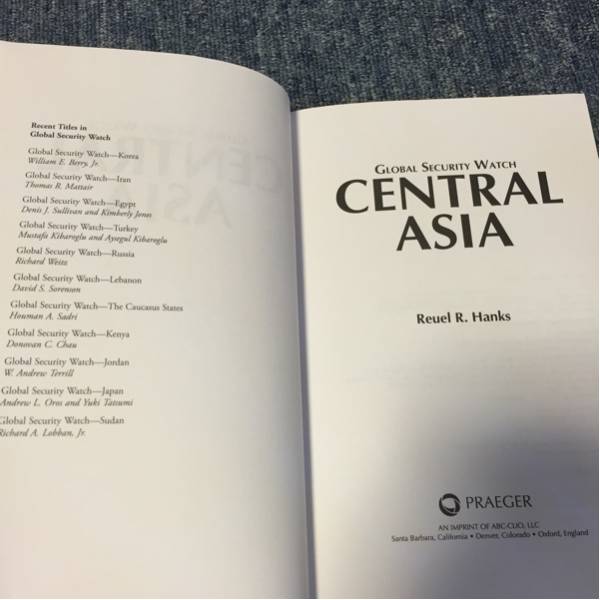 Recent Titles in
Global Security Watch
Global Security Watch—Korea
William E. Berry, Jr.
Global Security Watch—Iran
Thomas R. Mattair
Global Security Watch—Egypt
Denis J. Sullivan and Kimberly Jones
Global Security Watch—Turkey
Mustafa Kibaroglu and Aysegul Kibaroglu
Global Security Watch—Russia
Richard Weitz
Global Security Watch—Lebanon
David S. Sorenson
Global Security Watch—The Caucasus States
Houman A. Sadri
Global Security Watch—Kenya
Donovan C. Chau
Global Security Watch—Jordan
W. Andrew Terrill
Global Security Watch—Japan
Andrew L. Oros and Yuki Tatsumi
Global Security Watch—Sudan
Richard A. Lobban, Jr.
GLOBAL SECURITY WATCH
CENTRAL
ASIA
Reuel R. Hanks
PRAEGER
AN IMPRINT OF ABC-CLIO, LLC
Santa Barbara, California • Denver, Colorado • Oxford, England